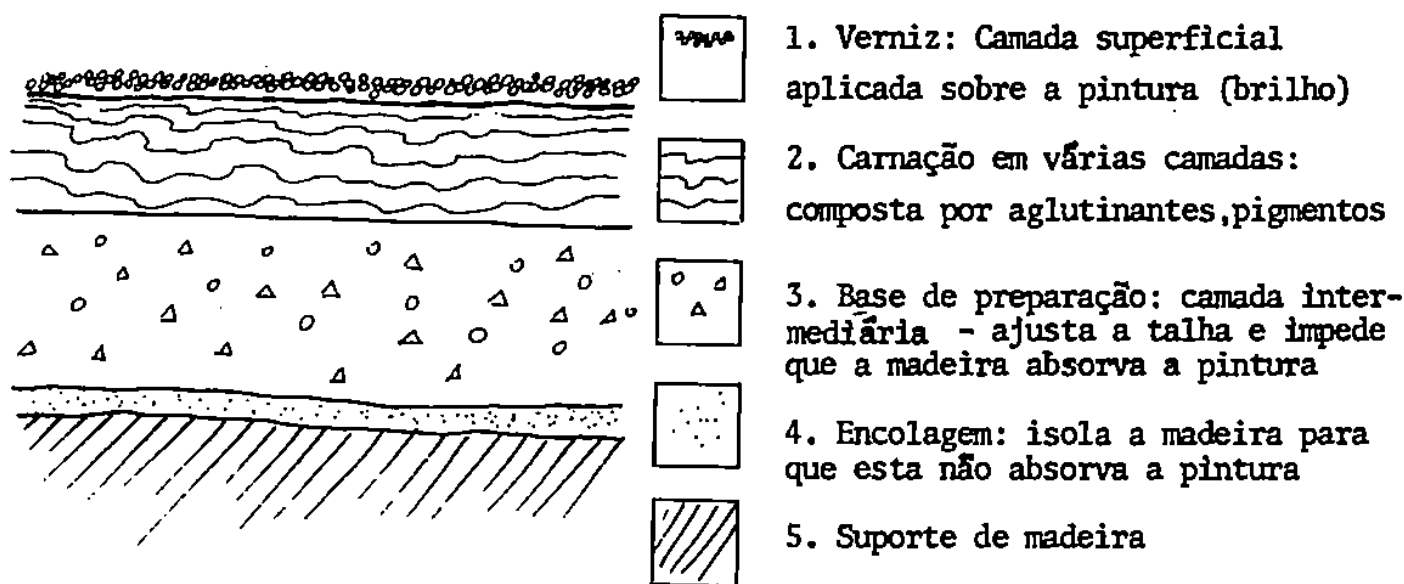 1. Verniz: Camada superficial
aplicada sobre a pintura (brilho)
2. Carnação em várias camadas:
composta por aglutinantes,pigmentos
3. Base de preparação: camada inter-
mediária - ajusta a talha e impede
que a madeira absorva a pintura
4. Encolagem: isola a madeira para
que esta não absorva a pintura
5. Suporte de madeira